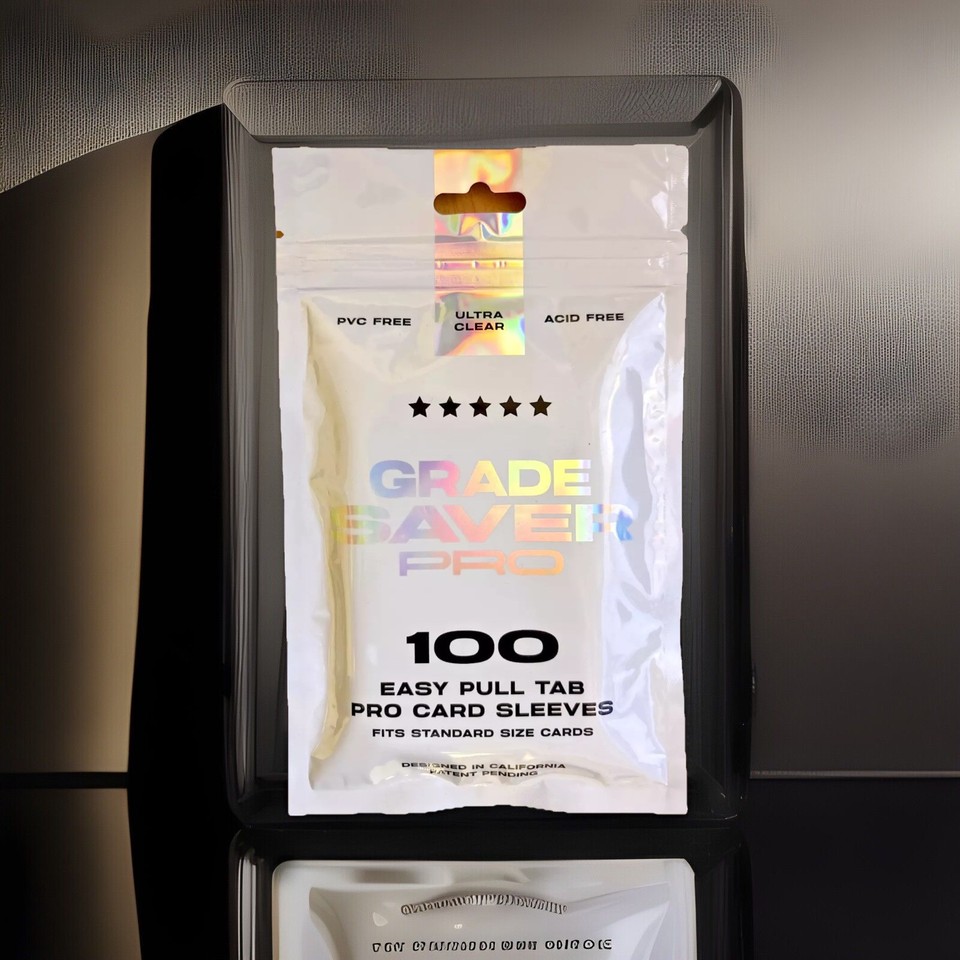 PVC FREE
ULTRA
CLEAR
ACID FREE
GRADE
SAVER
PRO
100
EASY PULL TAB
PRO CARD SLEEVES
FITS STANDARD SIZE CARDS
DESIGNED IN CALIFORNIA
PATENT PENDING